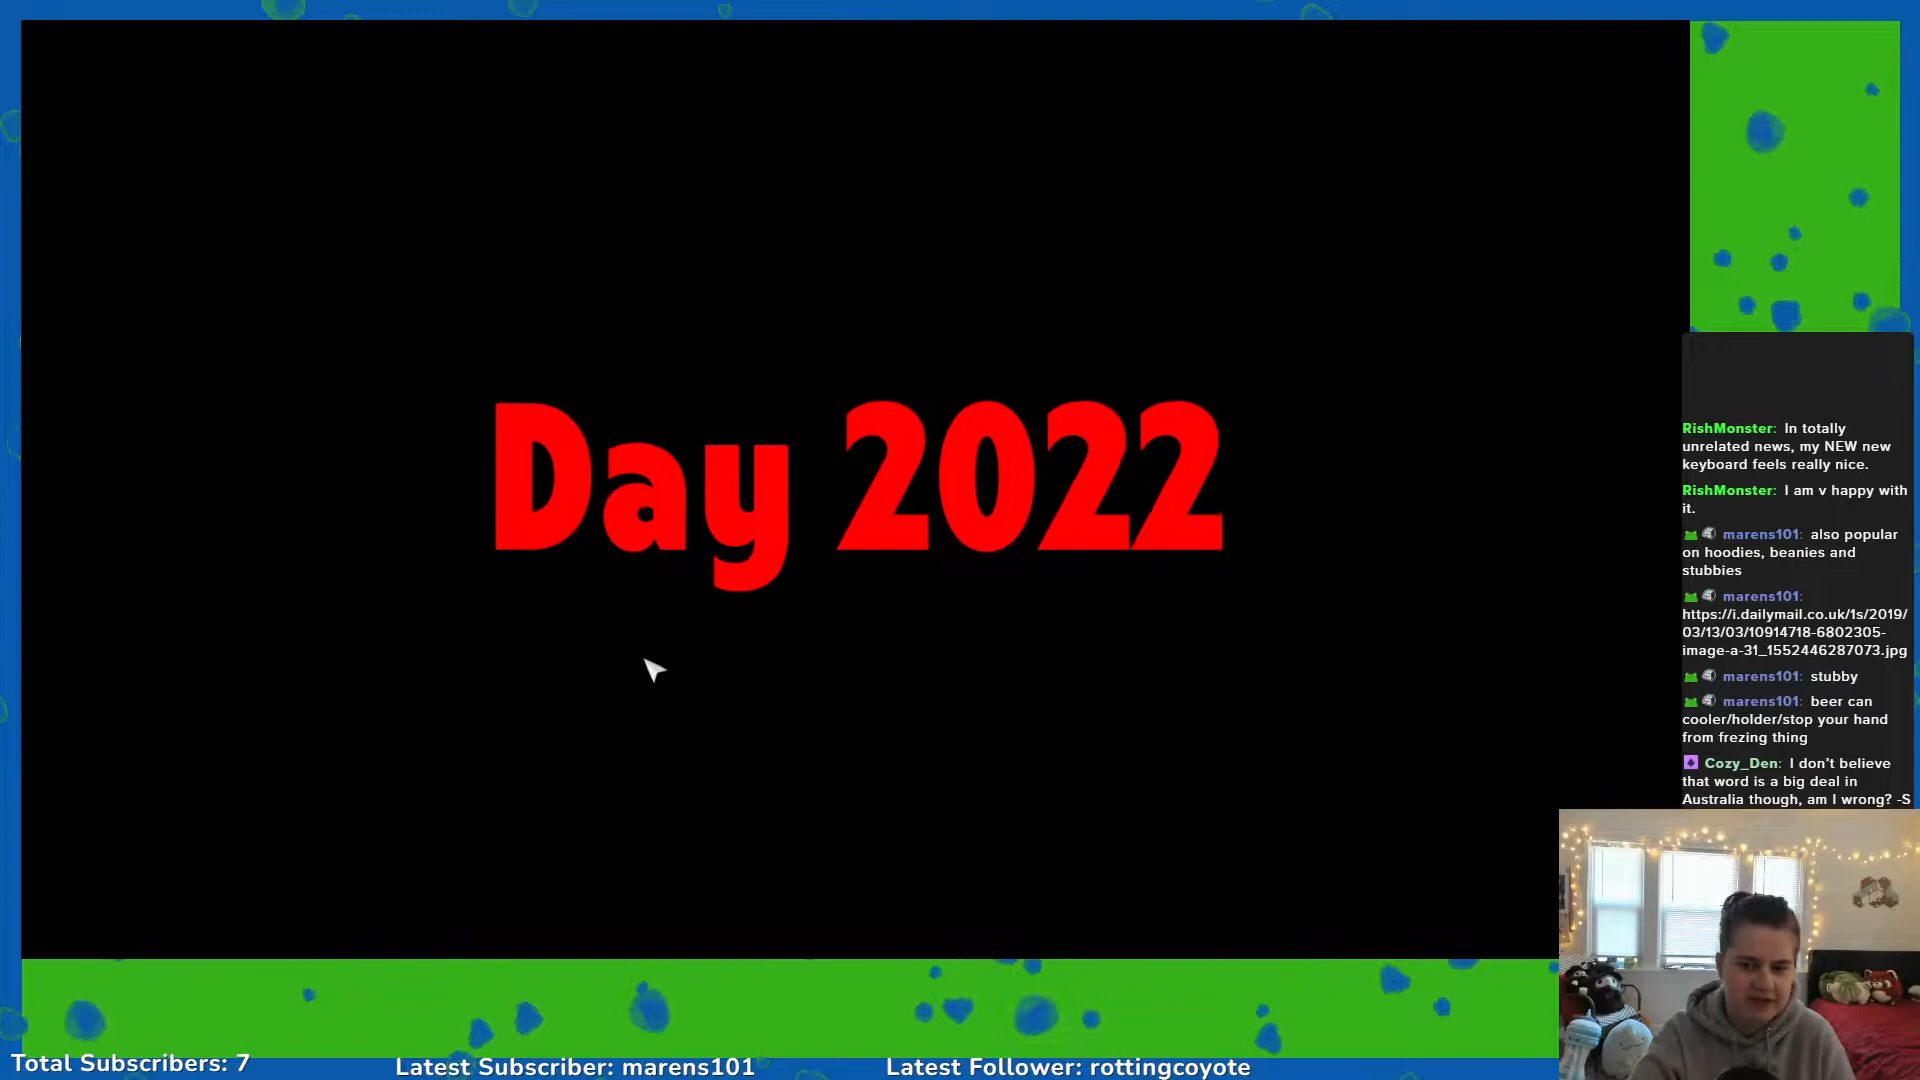 Day 2022
RishMonster: In totally
unrelated news, my NEW new
keyboard feels really nice.
RishMonster: I am v happy with
it.
marens101: also popular
on hoodies, beanies and
stubbies
marens101:
https://i.dailymail.co.uk/1s/2019/
03/13/03/10914718-6802305-
image-a-31_1552446287073.jpg
marens101: stubby
marens101: beer can
cooler/holder/stop your hand
from frezing thing
Cozy_Den: I don't believe
that word is a big deal in
Australia though, am I wrong? -S
Total Subscribers: 7
Latest Subscriber: marens101
Latest Follower: rottingcoyote